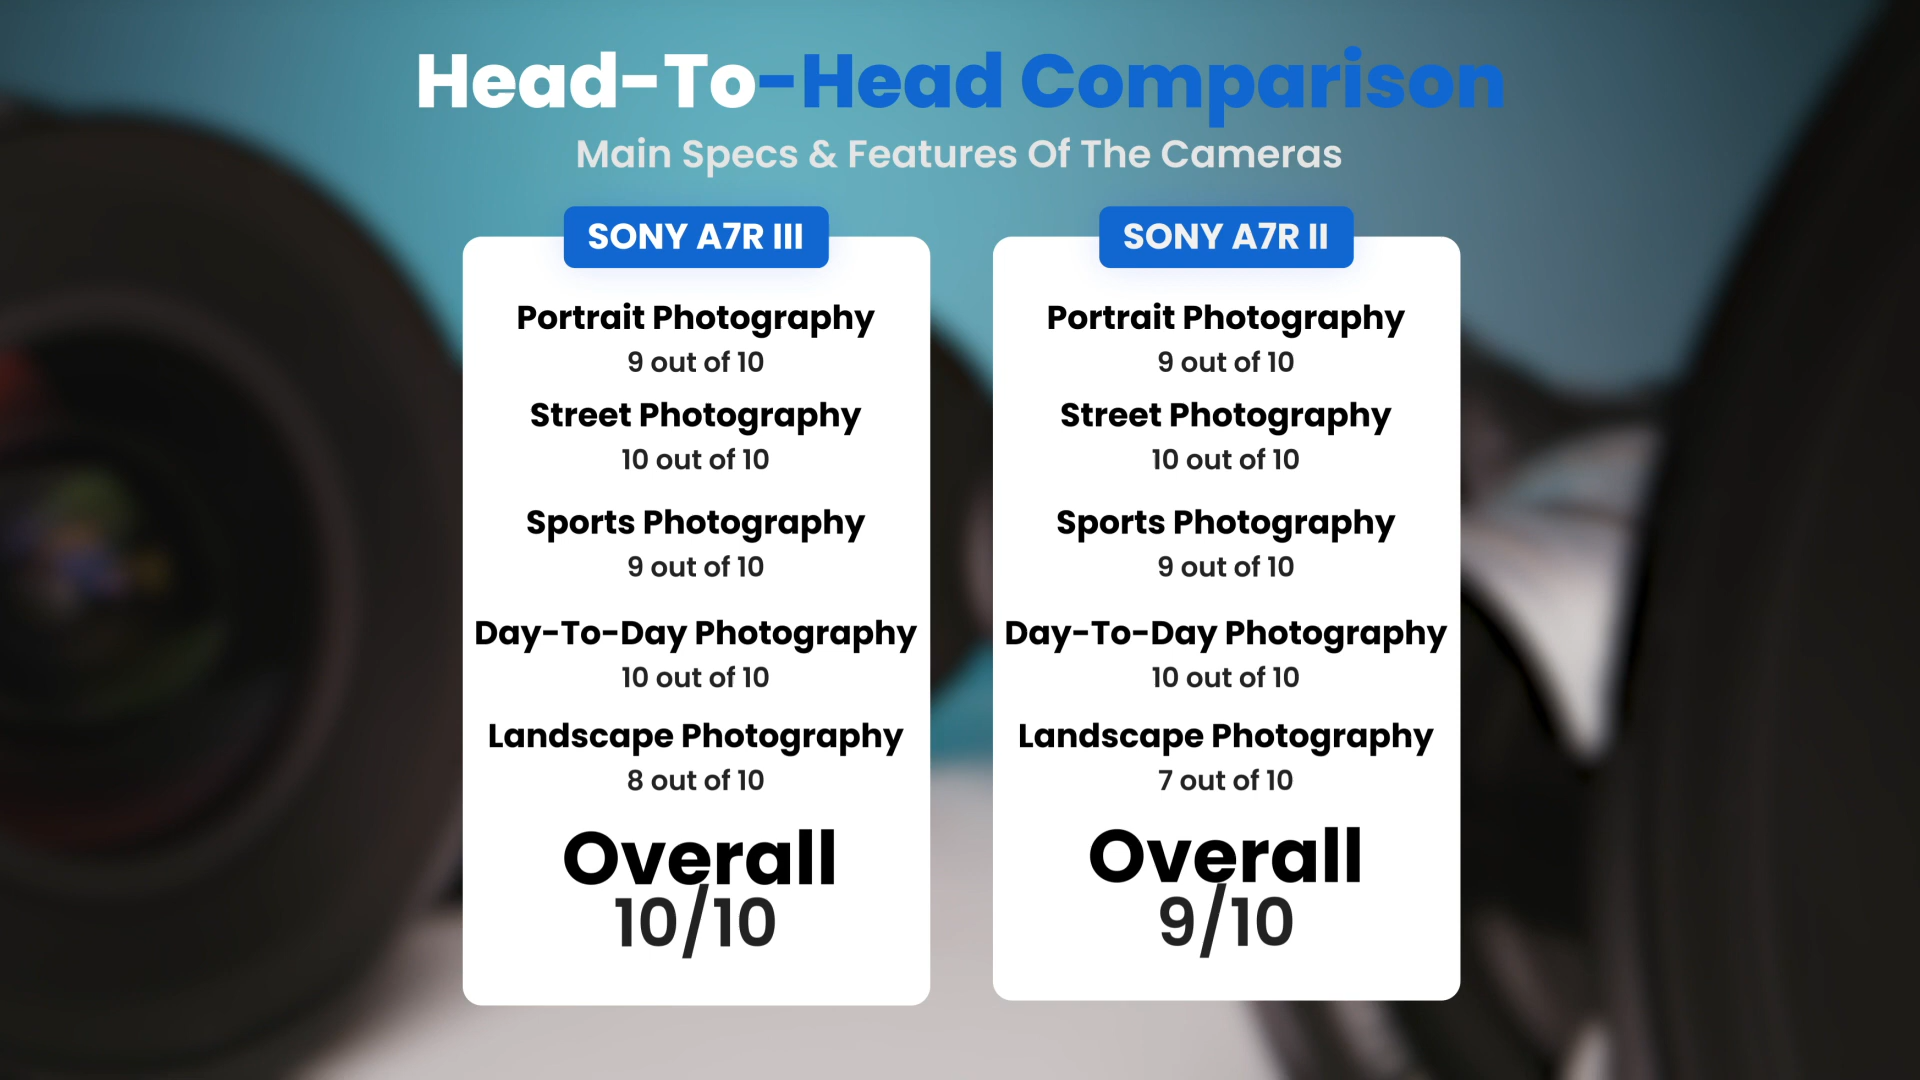 Head-To-Head Comparison
Main Specs & Features Of The Cameras
SONY A7R III
Portrait Photography
9 out of 10
Street Photography
10 out of 10
Sports Photography
9 out of 10
Day-To-Day Photography
10 out of 10
Landscape Photography
8 out of 10
Overall
10/10
SONY A7R II
Portrait Photography
9 out of 10
Street Photography
10 out of 10
Sports Photography
9 out of 10
Day-To-Day Photography
10 out of 10
Landscape Photography
7 out of 10
Overall
9/10